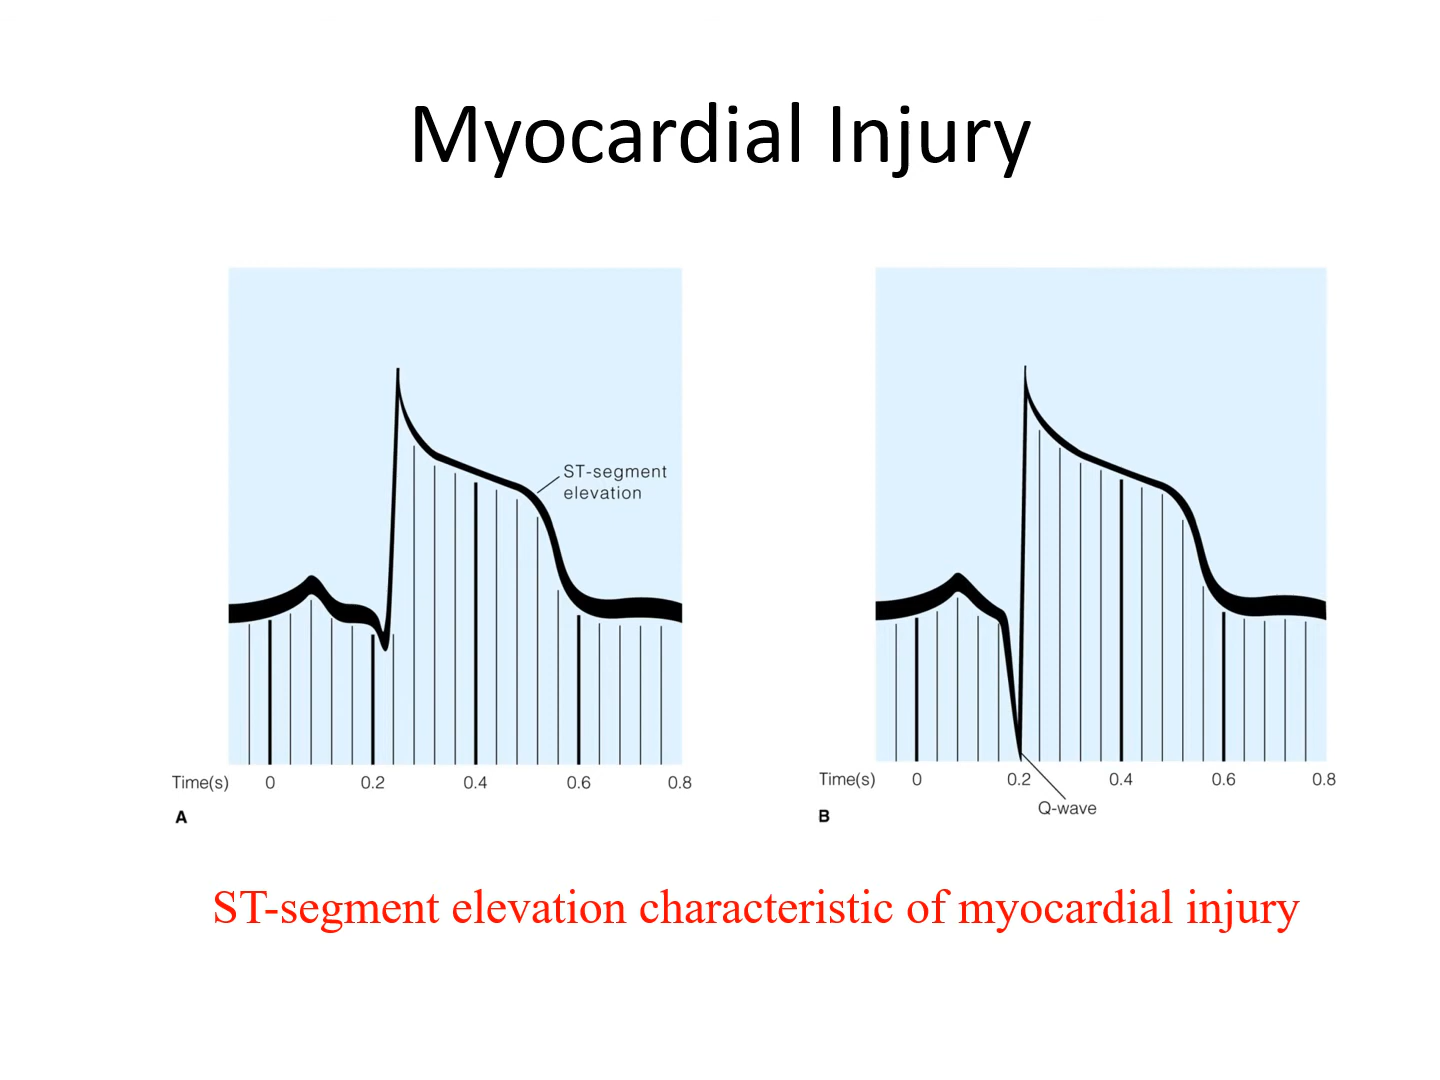 Myocardial Injury
ST-segment
elevation
Time(s) 0 0.2 0.4 0.6 0.8
A
Time(s) 0 0.2 0.4 0.6 0.8
Q-wave
B
ST-segment elevation characteristic of myocardial injury